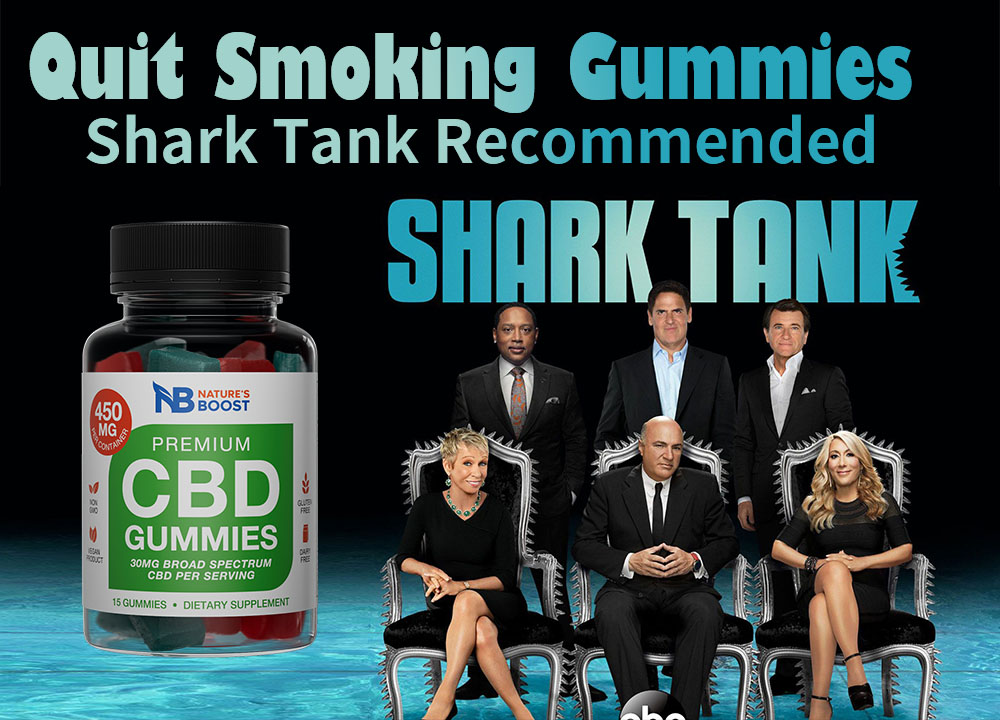 Quit Smoking Gummies
Shark Tank Recommended
SHARK TANK
450
MG
PER CONTAINER
NB NATURE'S
BOOST
PREMIUM
CBD
GUMMIES
30MG BROAD SPECTRUM
CBD PER SERVING
NON
GMO
VEGAN
PRODUCT
GLUTEN
FREE
DAIRY
FREE
15 GUMMIES • DIETARY SUPPLEMENT
abc